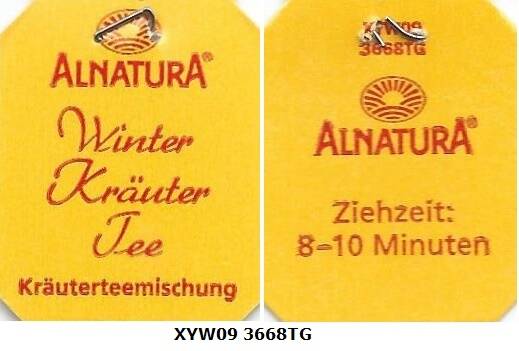 ALNATURA®
Winter
Kräuter
Tee
Kräuterteemischung
XYW09
3668TG
ALNATURA®
Ziehzeit:
8-10 Minuten
XYW09 3668TG